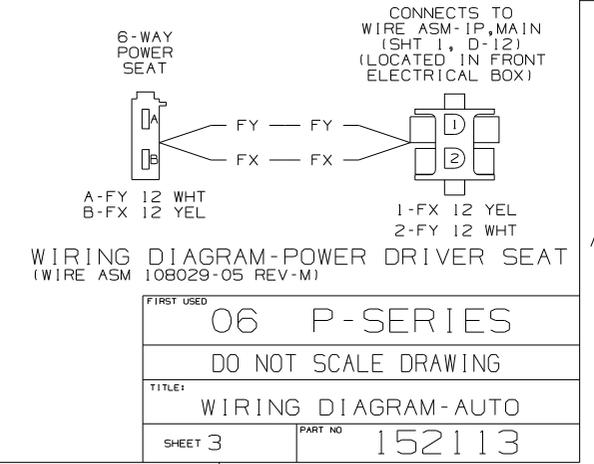 6-WAY
POWER
SEAT
CONNECTS TO
WIRE ASM-IP,MAIN
(SHT 1, D-12)
(LOCATED IN FRONT
ELECTRICAL BOX)
A
B
FY FY
FX FX
1
2
A-FY 12 WHT
B-FX 12 YEL
1-FX 12 YEL
2-FY 12 WHT
WIRING DIAGRAM-POWER DRIVER SEAT
(WIRE ASM 108029-05 REV-M)
FIRST USED
06 P-SERIES
DO NOT SCALE DRAWING
TITLE:
WIRING DIAGRAM-AUTO
SHEET 3
PART NO
152113